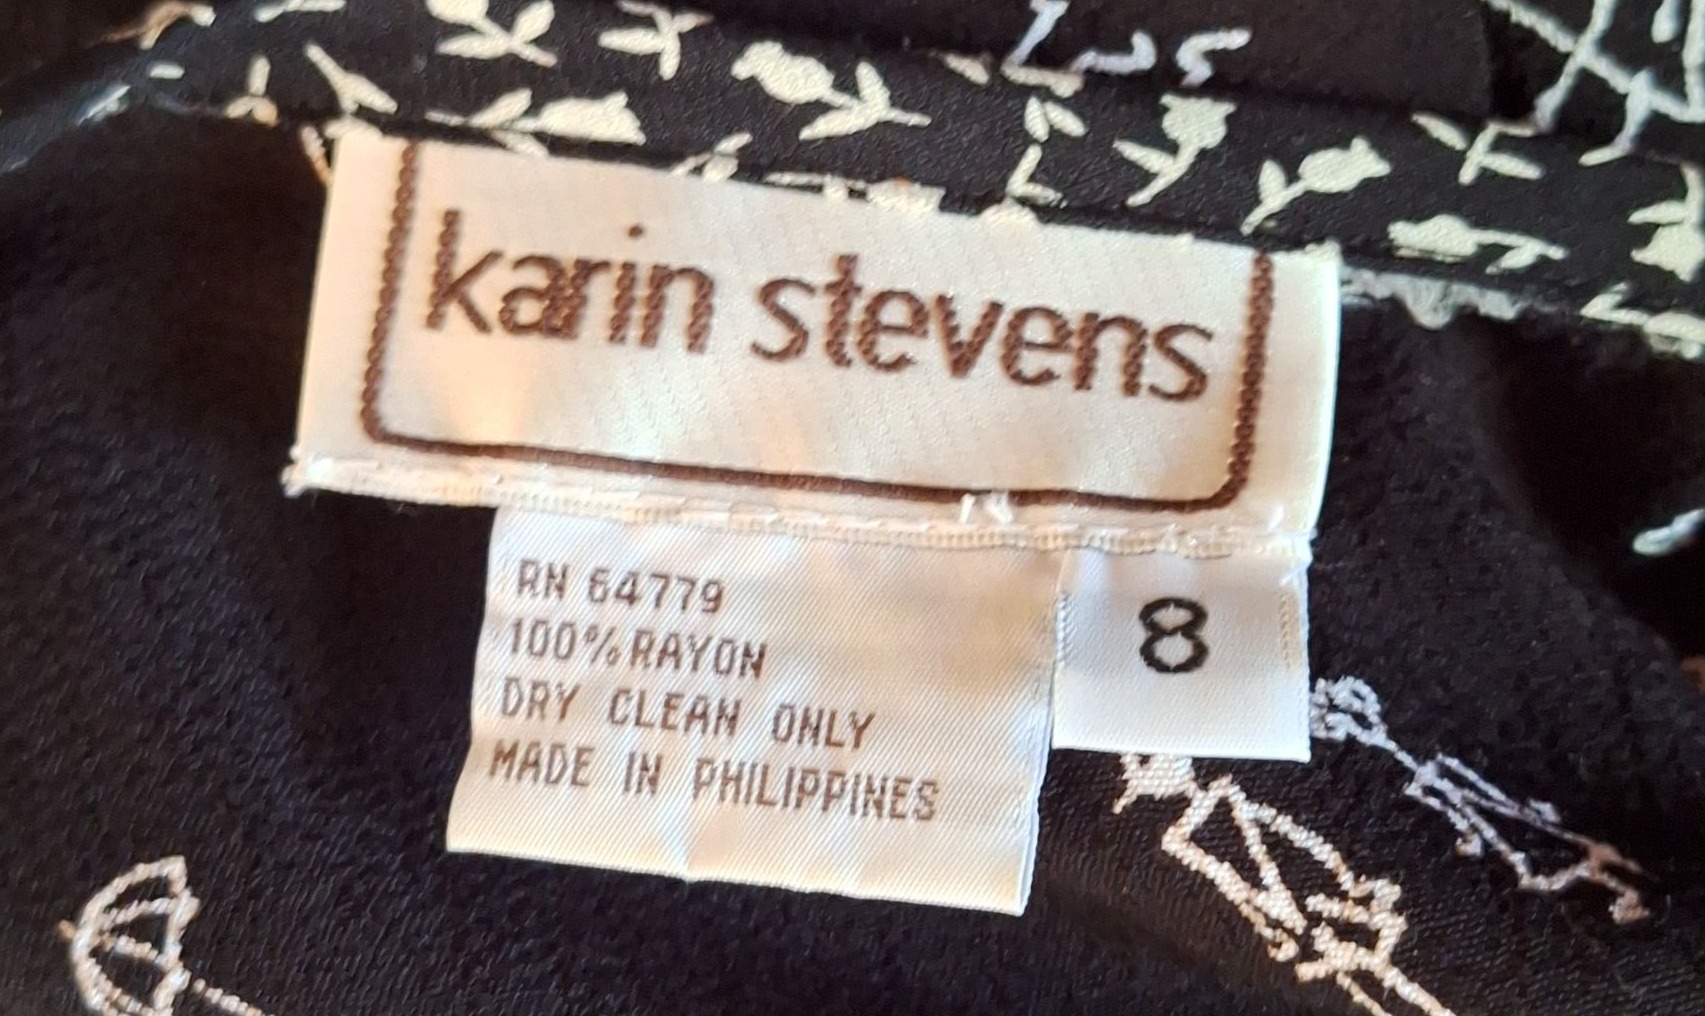 karin stevens
RN 64779
100% RAYON
DRY CLEAN ONLY
MADE IN PHILIPPINES
8